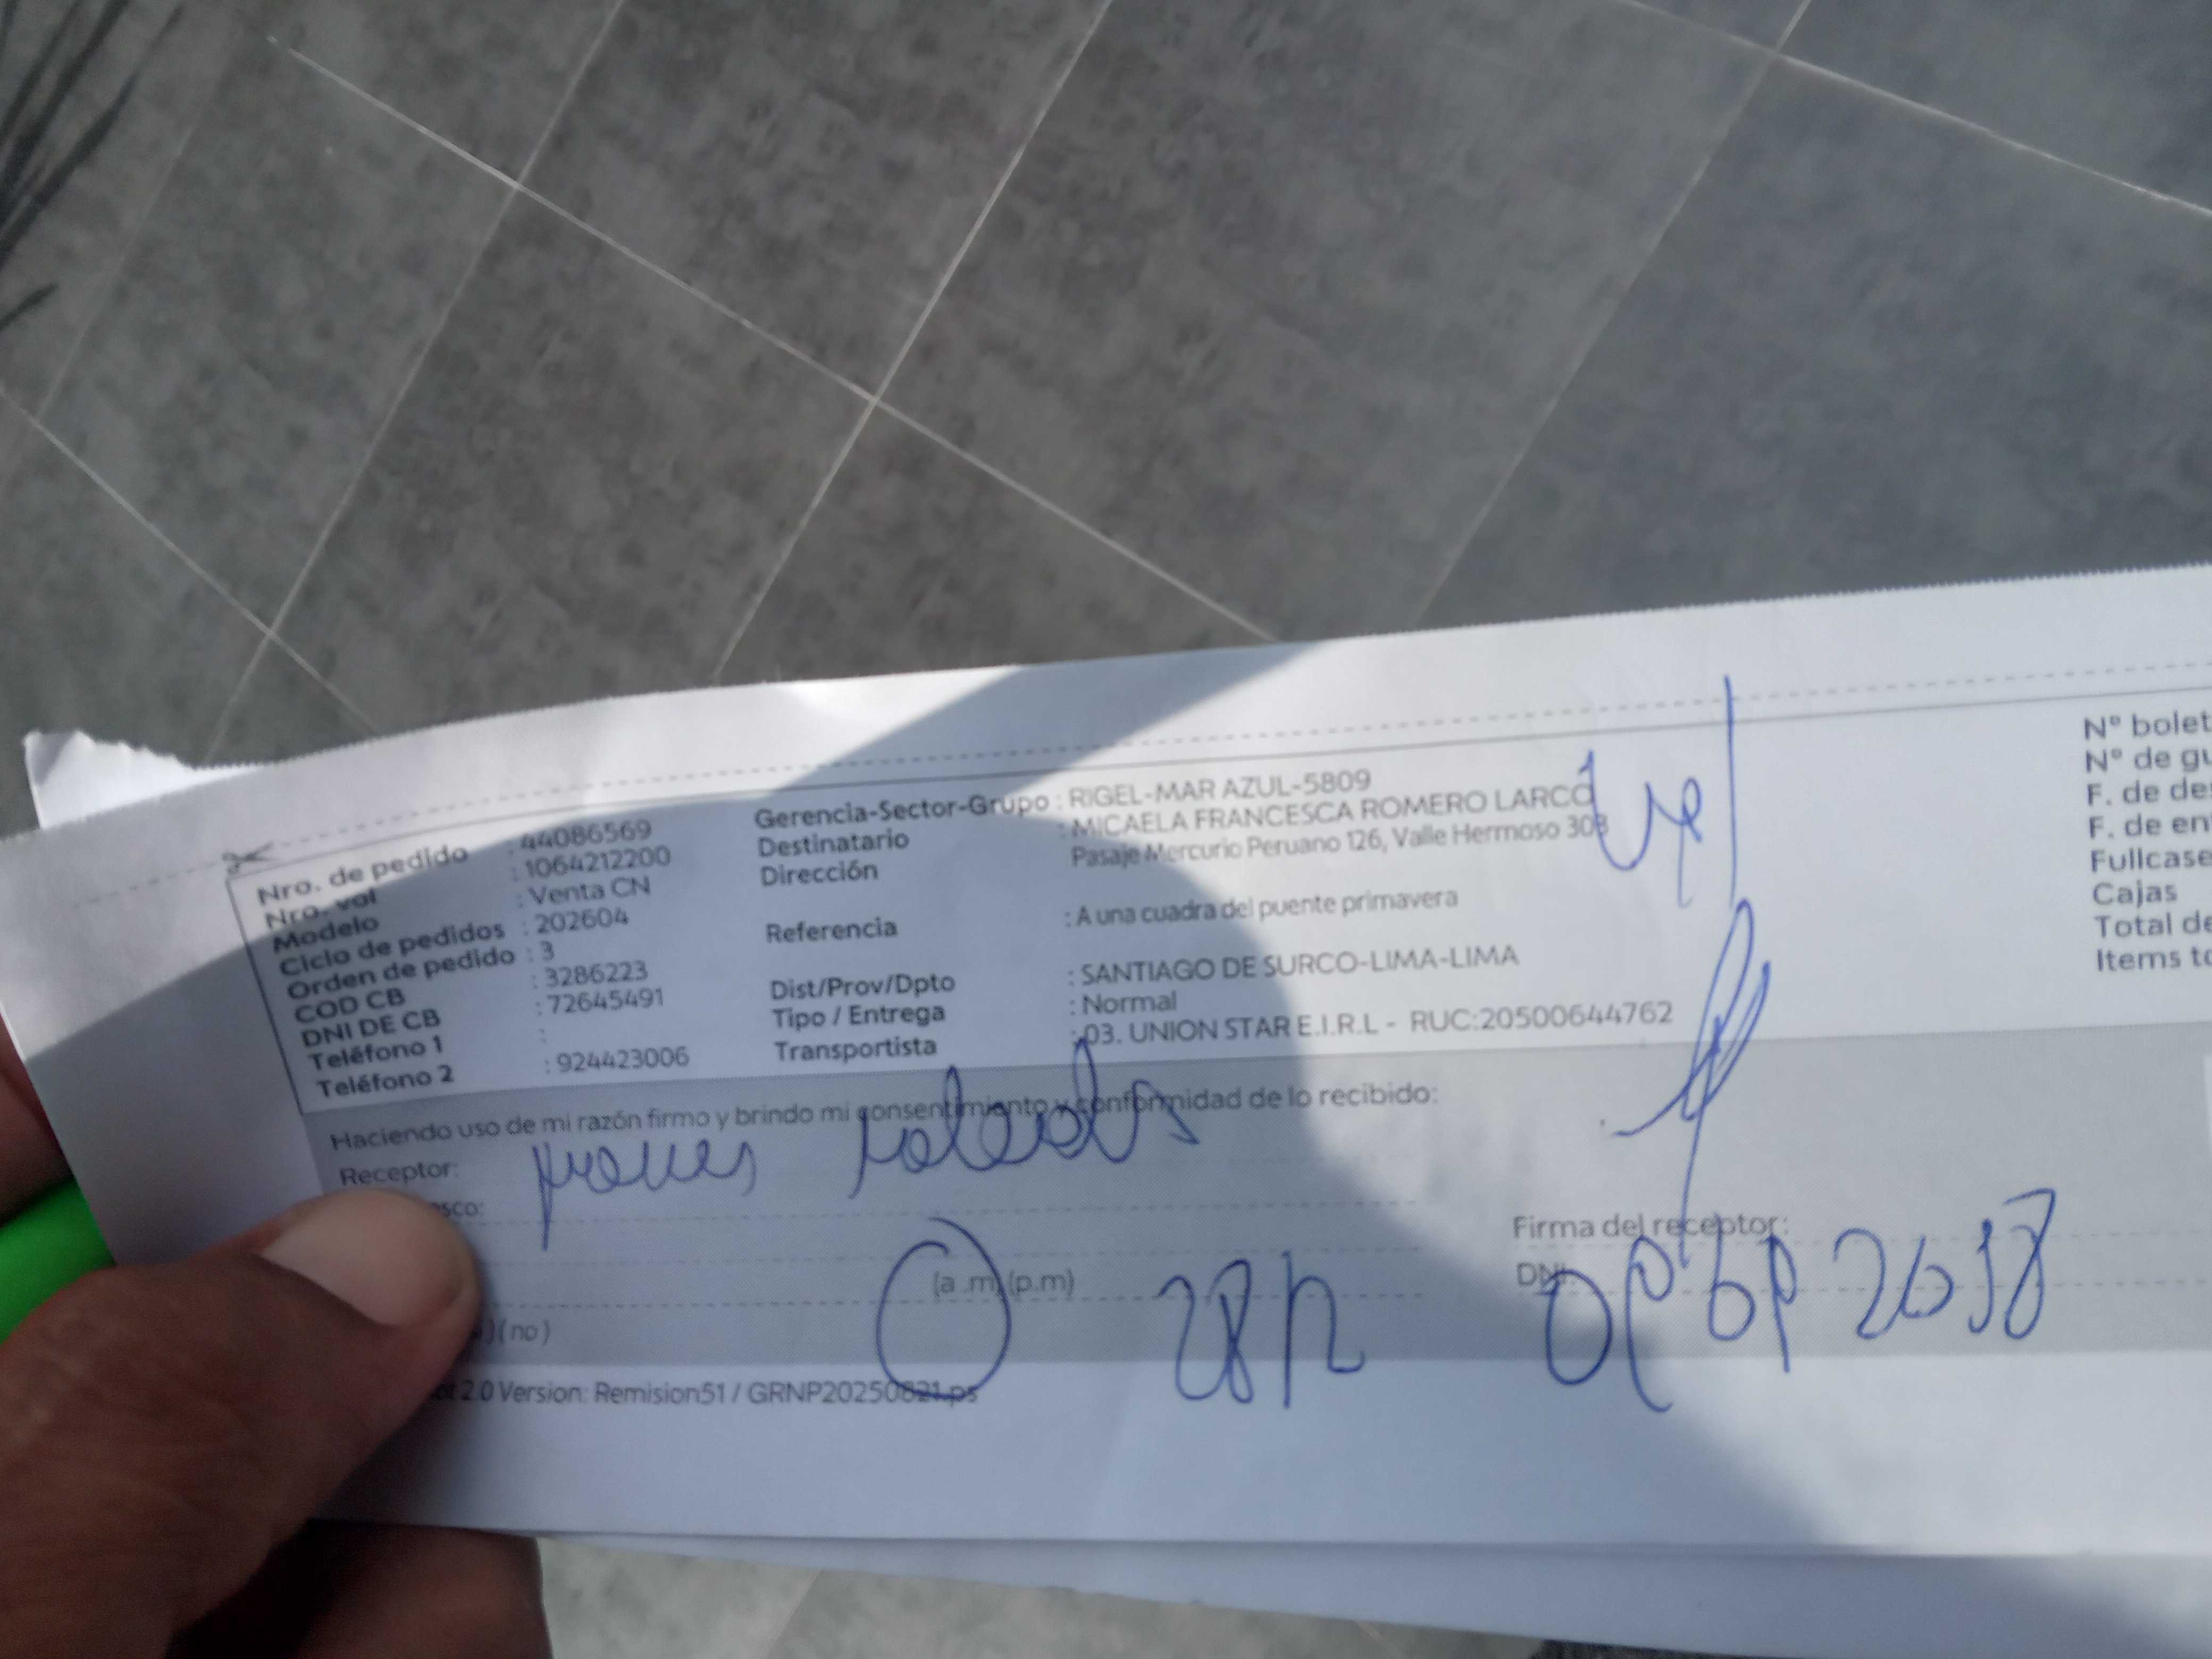 Nro. de pedido : 44086569
Nro. vol : 1064212200
Modelo : Venta CN
Ciclo de pedidos : 202604
Orden de pedido : 3
COD CB : 3286223
DNI DE CB : 72645491
Teléfono 1 :
Teléfono 2 : 924423006
Gerencia-Sector-Grupo : RIGEL-MAR AZUL-5809
Destinatario : MICAELA FRANCESCA ROMERO LARCO
Dirección Pasaje Mercurio Peruano 126, Valle Hermoso 303
Referencia : A una cuadra del puente primavera
Dist/Prov/Dpto : SANTIAGO DE SURCO-LIMA-LIMA
Tipo / Entrega : Normal
Transportista : 03. UNION STAR E.I.R.L - RUC:20500644762
Nº bolet
Nº de gu
F. de de
F. de en
Fullcase
Cajas
Total de
Items to
Haciendo uso de mi razón firmo y brindo mi consentimiento y conformidad de lo recibido:
Receptor:
sco:
(a.m) (p.m)
) (no)
Firma del receptor:
DNI:
ot 2.0 Version: Remision51 / GRNP20250821.ps